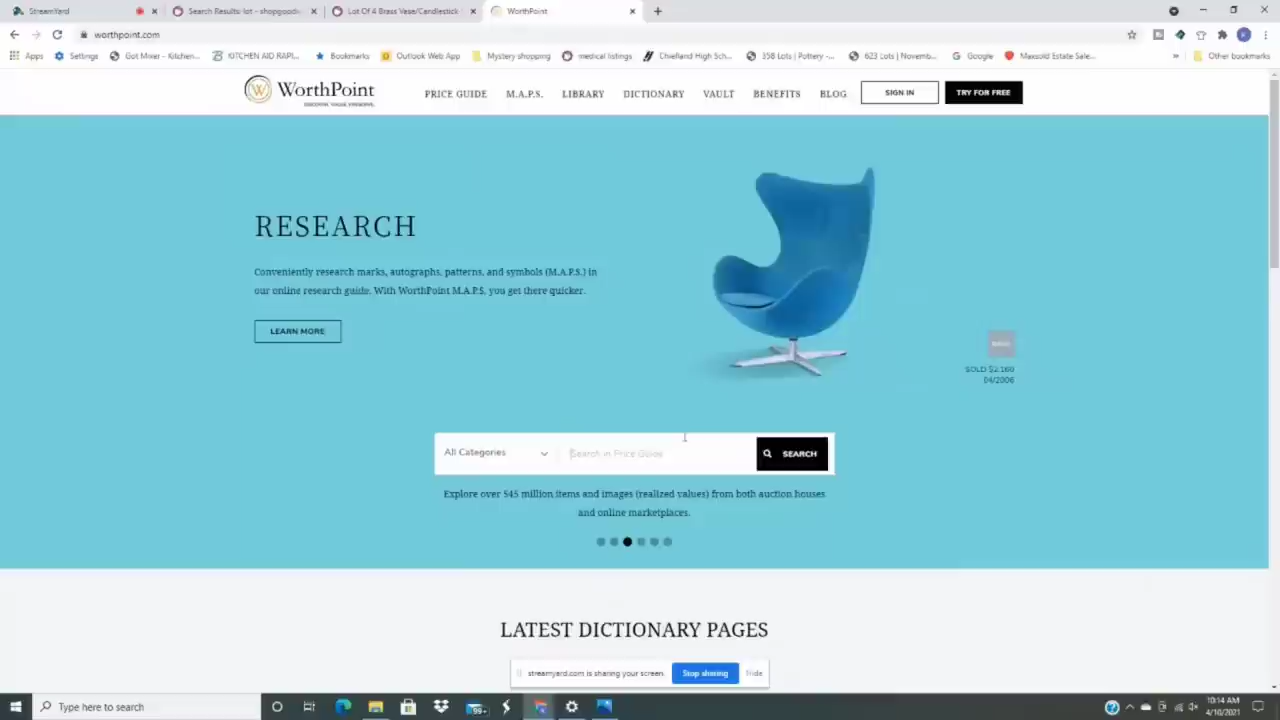 StreamYard
Search Results: lot - shopgoodw
Lot Of 4 Brass Vase/Candlestick
WorthPoint
worthpoint.com
Apps
Settings
Got Mixer - Kitchen...
KITCHEN AID RAPI...
Bookmarks
Outlook Web App
Mystery shopping
medical listings
Chiefland High Sch...
358 Lots | Pottery -...
623 Lots | Novemb...
Google
Maxsold Estate Sale...
Other bookmarks
WorthPoint
DISCOVER. VALUE. PRESERVE.
PRICE GUIDE
M.A.P.S.
LIBRARY
DICTIONARY
VAULT
BENEFITS
BLOG
SIGN IN
TRY FOR FREE
RESEARCH
Conveniently research marks, autographs, patterns, and symbols (M.A.P.S.) in
our online research guide. With WorthPoint M.A.P.S. you get there quicker.
LEARN MORE
SOLD $2,160
04/2006
All Categories
Search in Price Guide
SEARCH
Explore over 545 million items and images (realized values) from both auction houses
and online marketplaces.
LATEST DICTIONARY PAGES
streamyard.com is sharing your screen.
Stop sharing
Hide
Type here to search
99+
10:14 AM
4/10/2021